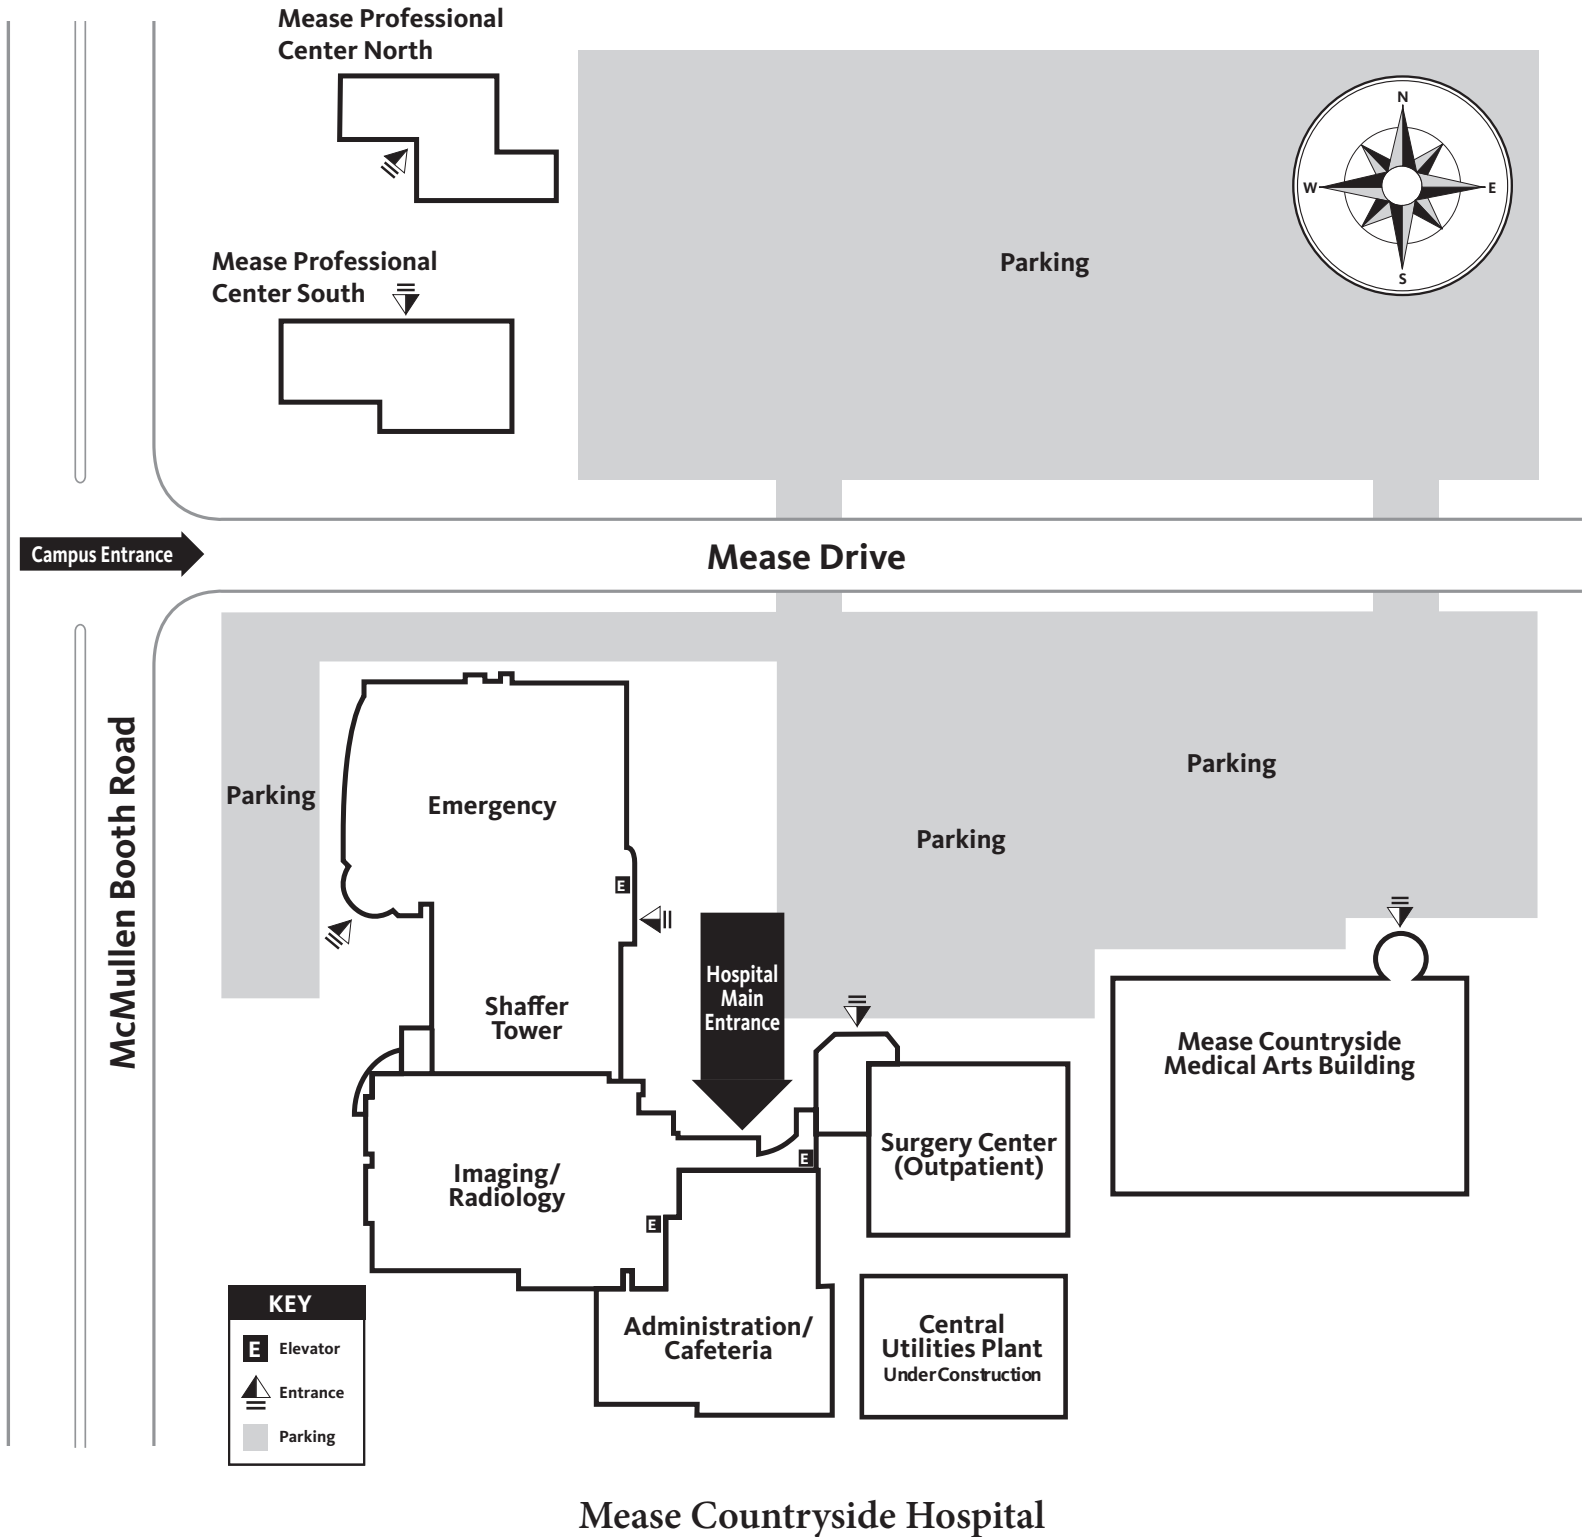 Mease Professional
Center North
N
W
E
S
Parking
Mease Professional
Center South
Campus Entrance
Mease Drive
McMullen Booth Road
Parking
Emergency
Parking
Parking
E
Hospital
Main
Entrance
Shaffer
Tower
Mease Countryside
Medical Arts Building
Surgery Center
(Outpatient)
E
Imaging/
Radiology
E
KEY
E Elevator
Entrance
Parking
Administration/
Cafeteria
Central
Utilities Plant
Under Construction
Mease Countryside Hospital